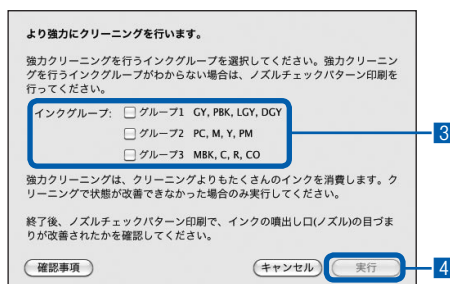 より強力にクリーニングを行います。
強力クリーニングを行うインクグループを選択してください。強力クリーニン
グを行うインクグループがわからない場合は、ノズルチェックパターン印刷を
行ってください。
インクグループ: グループ1 GY, PBK, LGY, DGY
グループ2 PC, M, Y, PM
グループ3 MBK, C, R, CO
3
強力クリーニングは、クリーニングよりもたくさんのインクを消費します。ク
リーニングで状態が改善できなかった場合のみ実行してください。
終了後、ノズルチェックパターン印刷で、インクの噴出し口(ノズル)の目づま
りが改善されたかを確認してください。
確認事項 キャンセル 実行
4